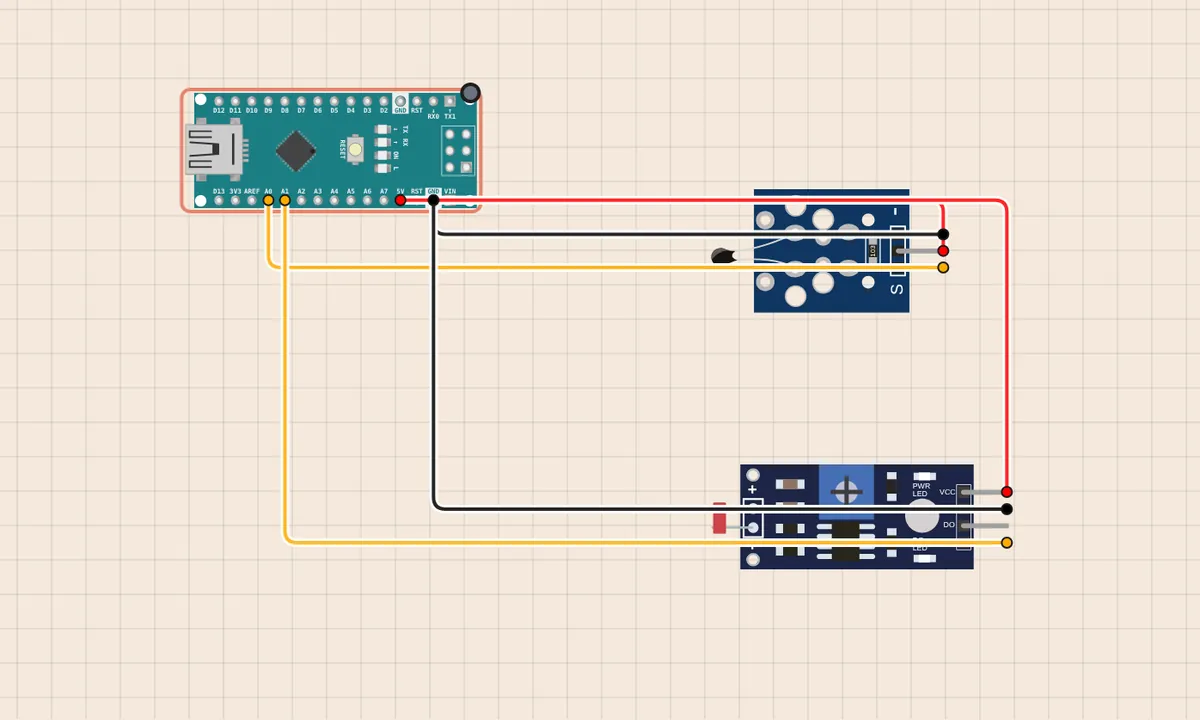 D12 D11 D10 D9 D8 D7 D6 D5 D4 D3 D2 GND RST RX0 TX1
RESET
TX RX
ON L
D13 3V3 AREF A0 A1 A2 A3 A4 A5 A6 A7 5V RST GND VIN
-
103
S
+
PWR
LED
VCC
DO
LED